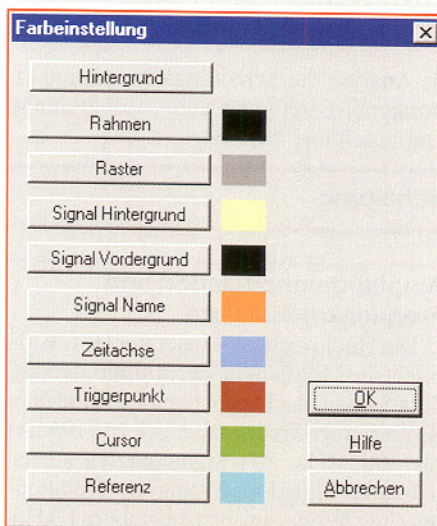 Farbeinstellung
Hintergrund
Rahmen
Raster
Signal Hintergrund
Signal Vordergrund
Signal Name
Zeitachse
Triggerpunkt
Cursor
Referenz
OK
Hilfe
Abbrechen